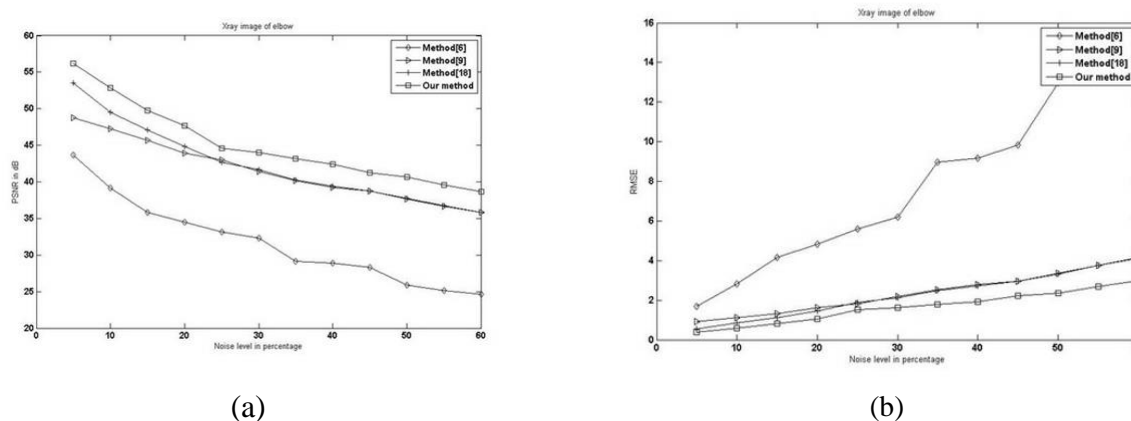 Xray image of elbow
60
55
50
45
40
35
30
25
20
PSNR in dB
Method[6]
Method[9]
Method[18]
Our method
0 10 20 30 40 50 60
Noise level in percentage
(a)
Xray image of elbow
16
14
12
10
8
6
4
2
0
RMSE
Method[6]
Method[9]
Method[18]
Our method
0 10 20 30 40 50
Noise level in percentage
(b)